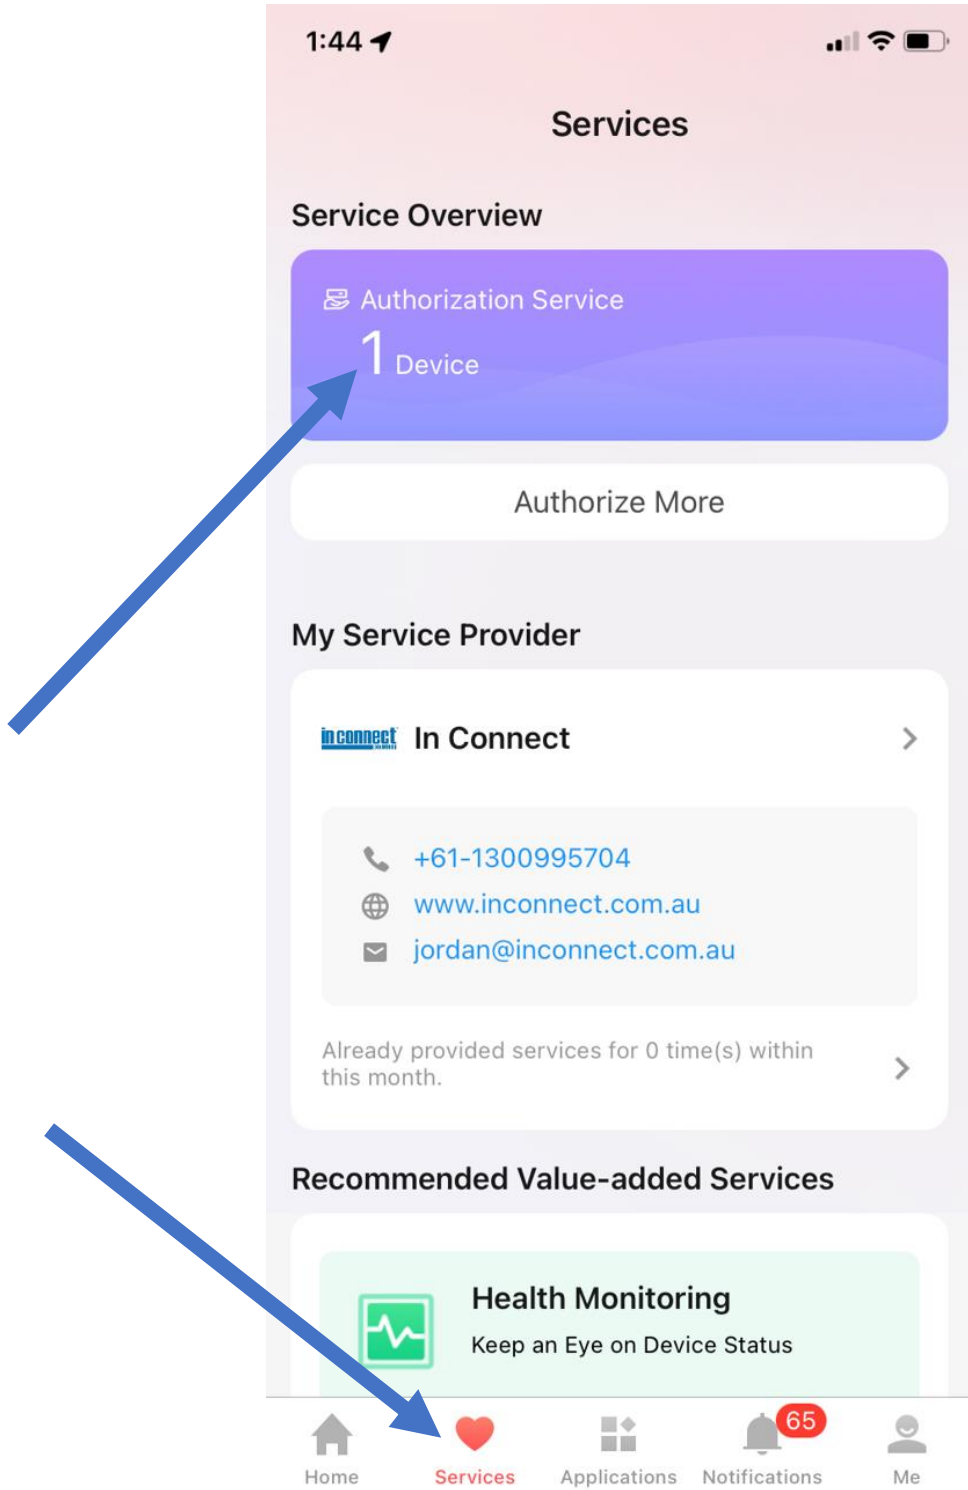 1:44
Services
Service Overview
Authorization Service
1 Device
Authorize More
My Service Provider
in connect In Connect
+61-1300995704
www.inconnect.com.au
jordan@inconnect.com.au
Already provided services for 0 time(s) within
this month.
Recommended Value-added Services
Health Monitoring
Keep an Eye on Device Status
65
Home Services Applications Notifications Me